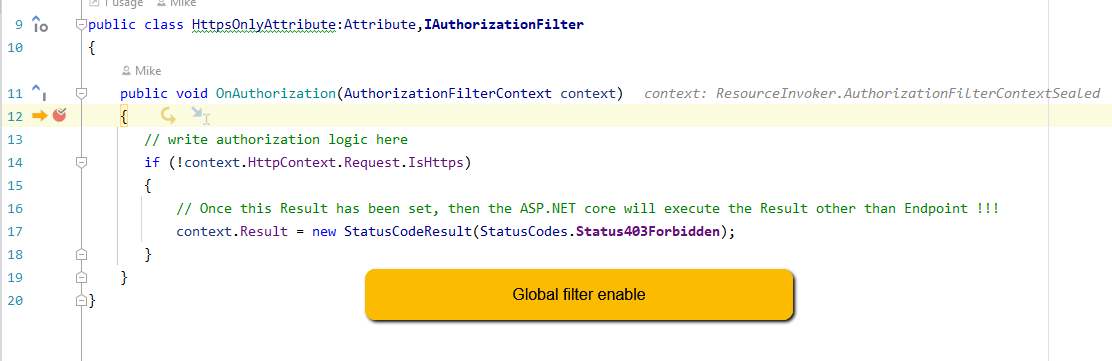 1 usage Mike
9 public class HttpsOnlyAttribute:Attribute,IAuthorizationFilter
10 {
Mike
11 public void OnAuthorization(AuthorizationFilterContext context) context: ResourceInvoker.AuthorizationFilterContextSealed
12 {
13 // write authorization logic here
14 if (!context.HttpContext.Request.IsHttps)
15 {
16 // Once this Result has been set, then the ASP.NET core will execute the Result other than Endpoint !!!
17 context.Result = new StatusCodeResult(StatusCodes.Status403Forbidden);
18 }
19 }
20 }
Global filter enable